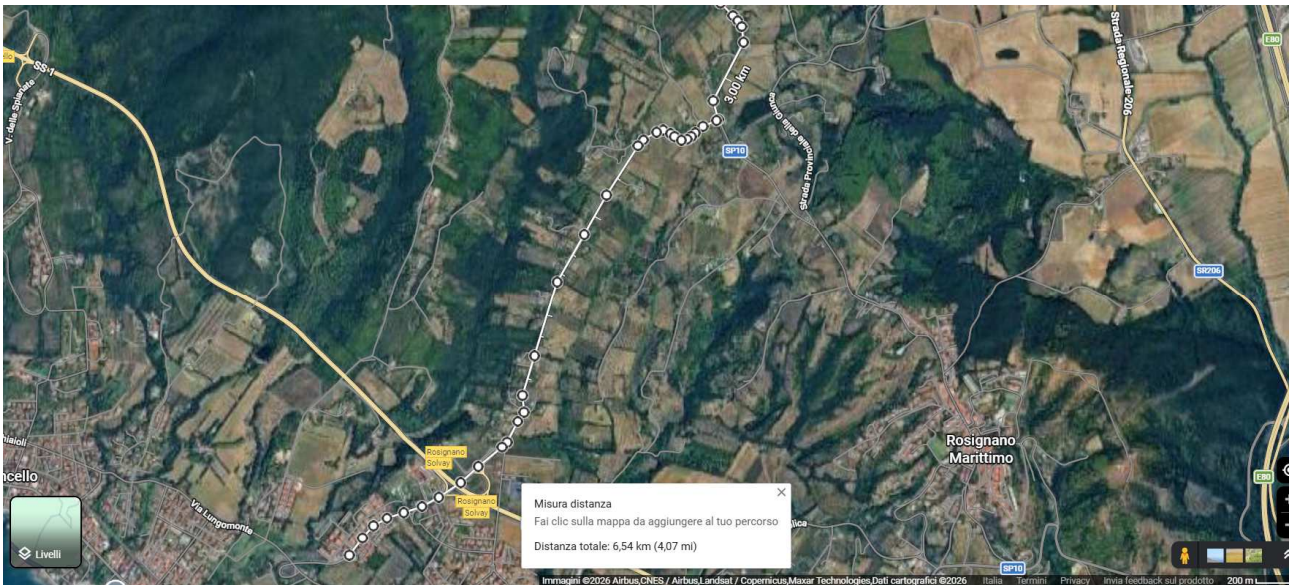 SS 1
V. delle Spianate
3,00 km
Strada Provinciale della Giunca
SP10
Strada Regionale 206
E80
SR206
Rosignano
Solvay
Rosignano
Solvay
Rosignano
Marittimo
E80
Via Lungomonte
Livelli
Misura distanza
Fai clic sulla mappa da aggiungere al tuo percorso
Distanza totale: 6,54 km (4,07 mi)
SP10
Immagini ©2026 Airbus,CNES / Airbus,Landsat / Copernicus,Maxar Technologies,Dati cartografici ©2026 Italia Termini Privacy Invia feedback sul prodotto 200 m